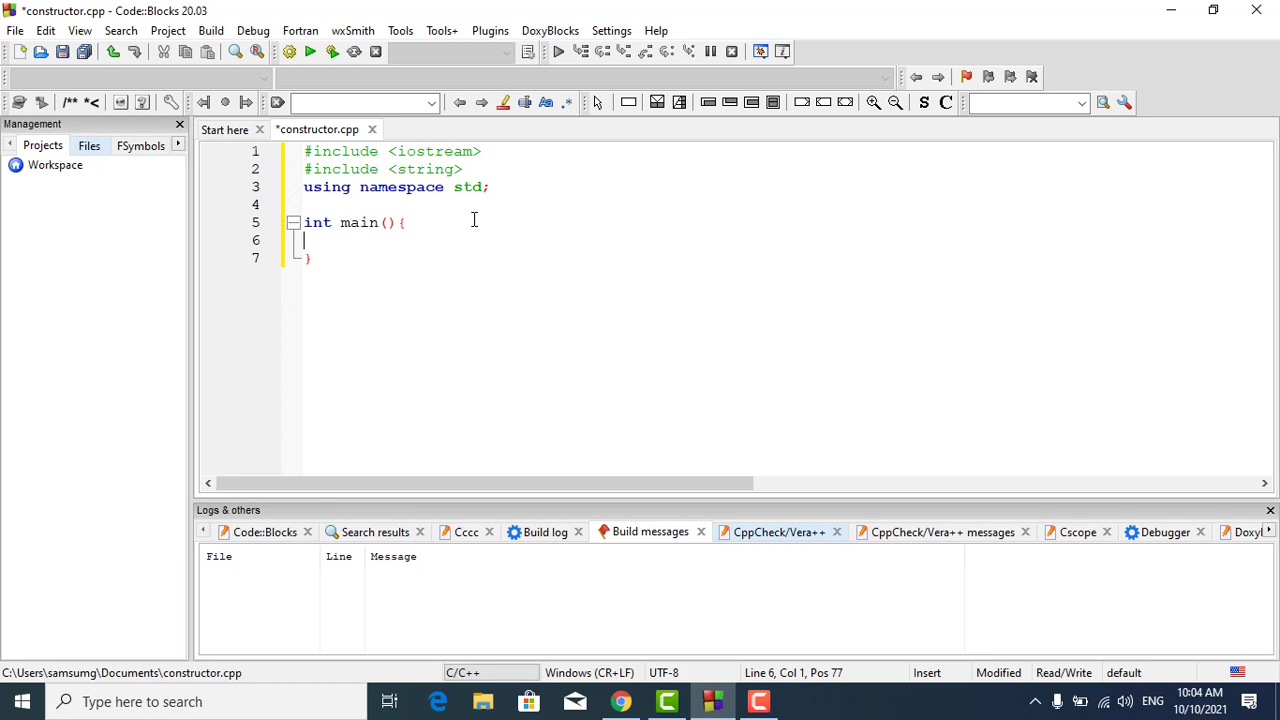 *constructor.cpp - Code::Blocks 20.03
File Edit View Search Project Build Debug Fortran wxSmith Tools Tools+ Plugins DoxyBlocks Settings Help
/** *< S C
Management
Projects Files FSymbols
Workspace
Start here *constructor.cpp
1 #include <iostream>
2 #include <string>
3 using namespace std;
4
5 int main(){
6
7 }
Logs & others
Code::Blocks Search results Cccc Build log Build messages CppCheck/Vera++ CppCheck/Vera++ messages Cscope Debugger Doxyl
File Line Message
C:\Users\samsumg\Documents\constructor.cpp C/C++ Windows (CR+LF) UTF-8 Line 6, Col 1, Pos 77 Insert Modified Read/Write default
Type here to search
ENG
10:04 AM
10/10/2021